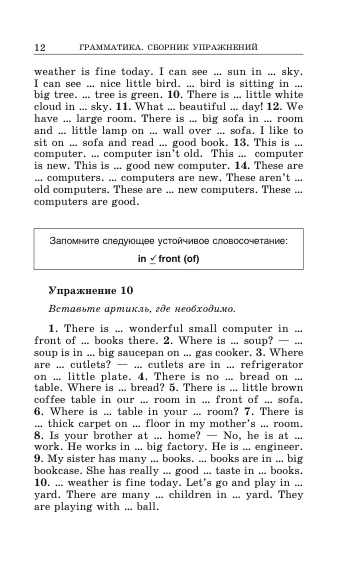 12 ГРАММАТИКА. СБОРНИК УПРАЖНЕНИЙ
weather is fine today. I can see ... sun in ... sky.
I can see ... nice little bird. ... bird is sitting in ...
big tree. ... tree is green. 10. There is ... little white
cloud in ... sky. 11. What ... beautiful ... day! 12. We
have ... large room. There is ... big sofa in ... room
and ... little lamp on ... wall over ... sofa. I like to
sit on ... sofa and read ... good book. 13. This is ...
computer. ... computer isn't old. This ... computer
is new. This is ... good new computer. 14. These are
... computers. ... computers are new. These aren't ...
old computers. These are ... new computers. These ...
computers are good.
Запомните следующее устойчивое словосочетание:
in ✓ front (of)
Упражнение 10
Вставьте артикль, где необходимо.
1. There is ... wonderful small computer in ...
front of ... books there. 2. Where is ... soup? — ...
soup is in ... big saucepan on ... gas cooker. 3. Where
are ... cutlets? — ... cutlets are in ... refrigerator
on ... little plate. 4. There is no ... bread on ...
table. Where is ... bread? 5. There is ... little brown
coffee table in our ... room in ... front of ... sofa.
6. Where is ... table in your ... room? 7. There is
... thick carpet on ... floor in my mother's ... room.
8. Is your brother at ... home? — No, he is at ...
work. He works in ... big factory. He is ... engineer.
9. My sister has many ... books. ... books are in ... big
bookcase. She has really ... good ... taste in ... books.
10. ... weather is fine today. Let's go and play in ...
yard. There are many ... children in ... yard. They
are playing with ... ball.